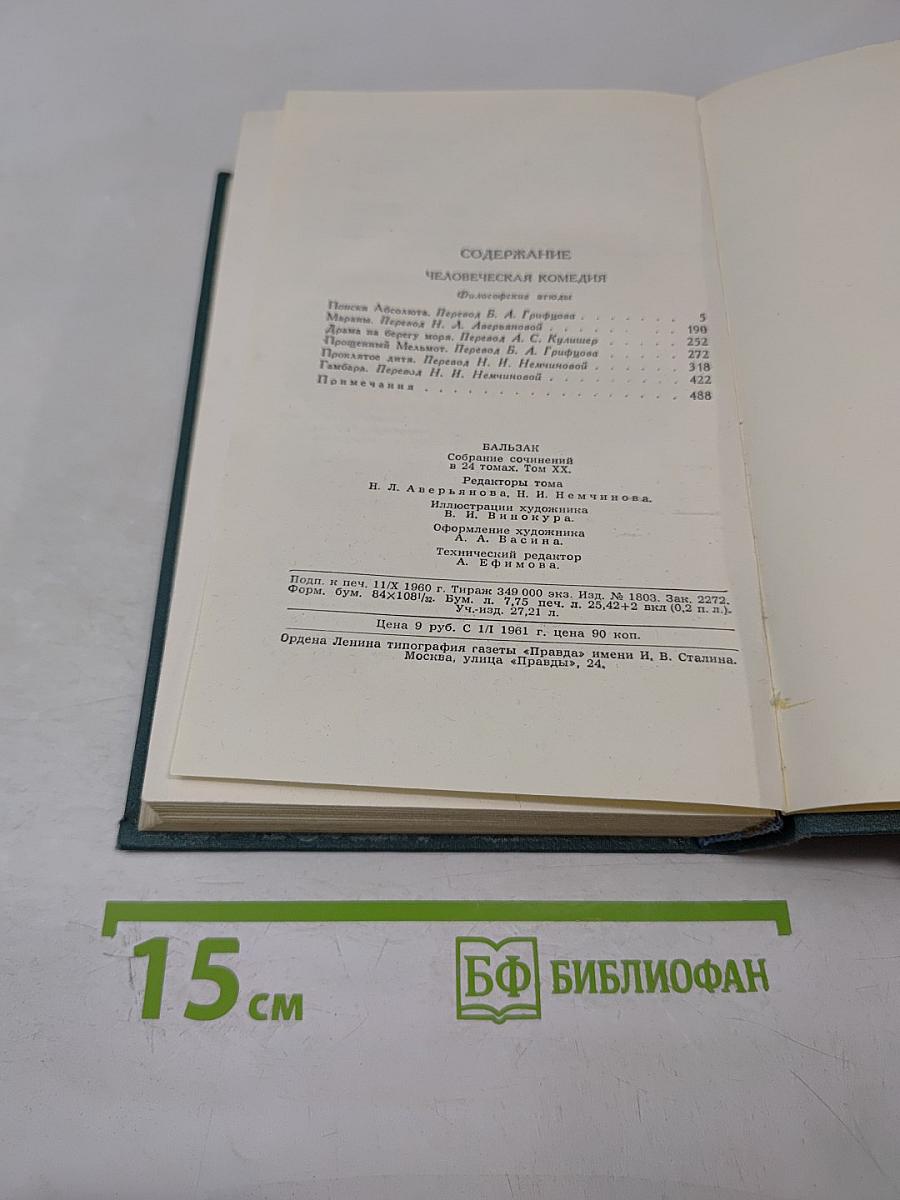 СОДЕРЖАНИЕ
ЧЕЛОВЕЧЕСКАЯ КОМЕДИЯ
Философские этюды
Поиски Абсолюта. Перевод Б. А. Грифцова . . . . . . . 5
Мараны. Перевод Н. Л. Аверьяновой . . . . . . . . . 190
Драма на берегу моря. Перевод А. С. Кулишер . . . . . 252
Прощенный Мельмот. Перевод Б. А. Грифцова . . . . . 272
Проклятое дитя. Перевод Н. И. Немчиновой . . . . . . 318
Гамбара. Перевод Н. И. Немчиновой . . . . . . . . . 422
Примечания . . . . . . . . . . . . . . . . . 488
БАЛЬЗАК
Собрание сочинений
в 24 томах. Том XX.
Редакторы тома
Н. Л. Аверьянова, Н. И. Немчинова.
Иллюстрации художника
В. И. Винокура.
Оформление художника
А. А. Васина.
Технический редактор
А. Ефимова.
Подп. к печ. 11/X 1960 г. Тираж 349 000 экз. Изд. № 1803. Зак. 2272.
Форм. бум. 84×108¹/₃₂. Бум. л. 7,75 печ. л. 25,42+2 вкл (0,2 п. л.).
Уч.-изд. 27,21 л.
Цена 9 руб. С 1/I 1961 г. цена 90 коп.
Ордена Ленина типография газеты «Правда» имени И. В. Сталина.
Москва, улица «Правды», 24.
15 см
БФ БИБЛИОФАН